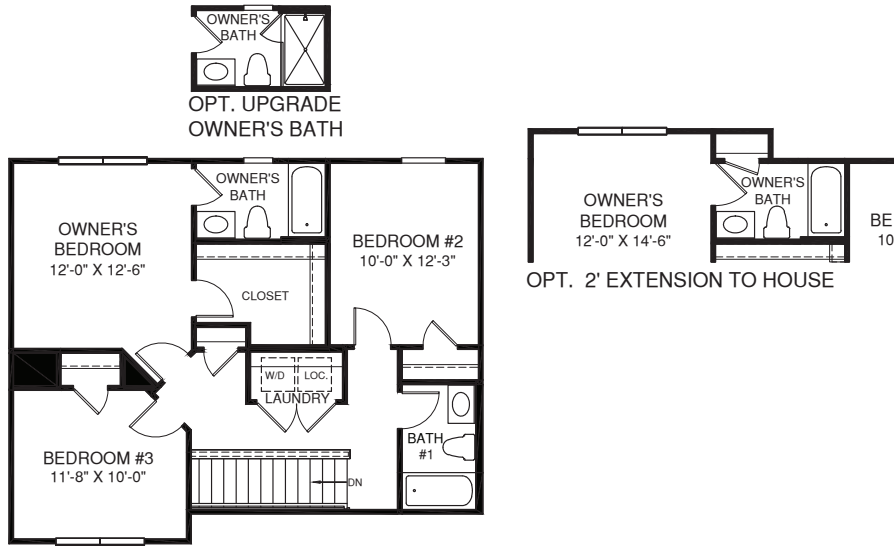 OWNER'S
BATH
OPT. UPGRADE
OWNER'S BATH
OWNER'S
BEDROOM
12'-0" X 12'-6"
OWNER'S
BATH
BEDROOM #2
10'-0" X 12'-3"
CLOSET
W/D
LOC.
LAUNDRY
BEDROOM #3
11'-8" X 10'-0"
DN
BATH
#1
OWNER'S
BEDROOM
12'-0" X 14'-6"
OWNER'S
BATH
BE
10
OPT. 2' EXTENSION TO HOUSE